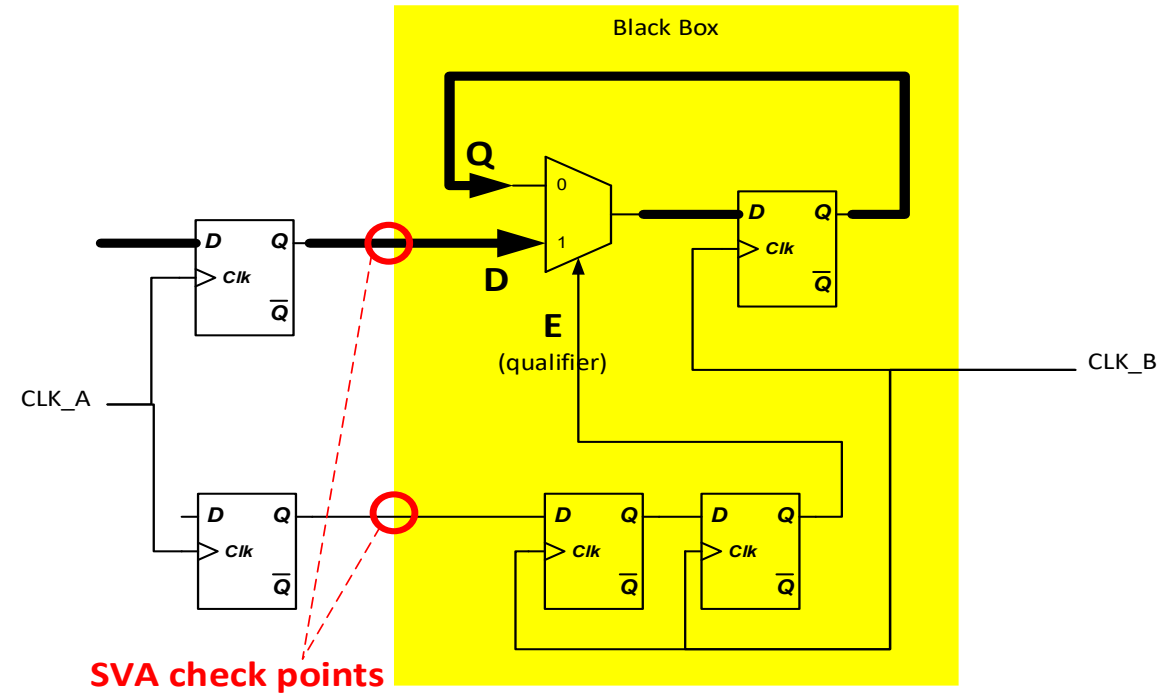 Black Box
Q
0
D Q
1
D Q
D
Clk
Clk
Q
Q
E
(qualifier)
CLK_B
CLK_A
D Q
D Q
D Q
Clk
Clk
Clk
Q
Q
Q
SVA check points